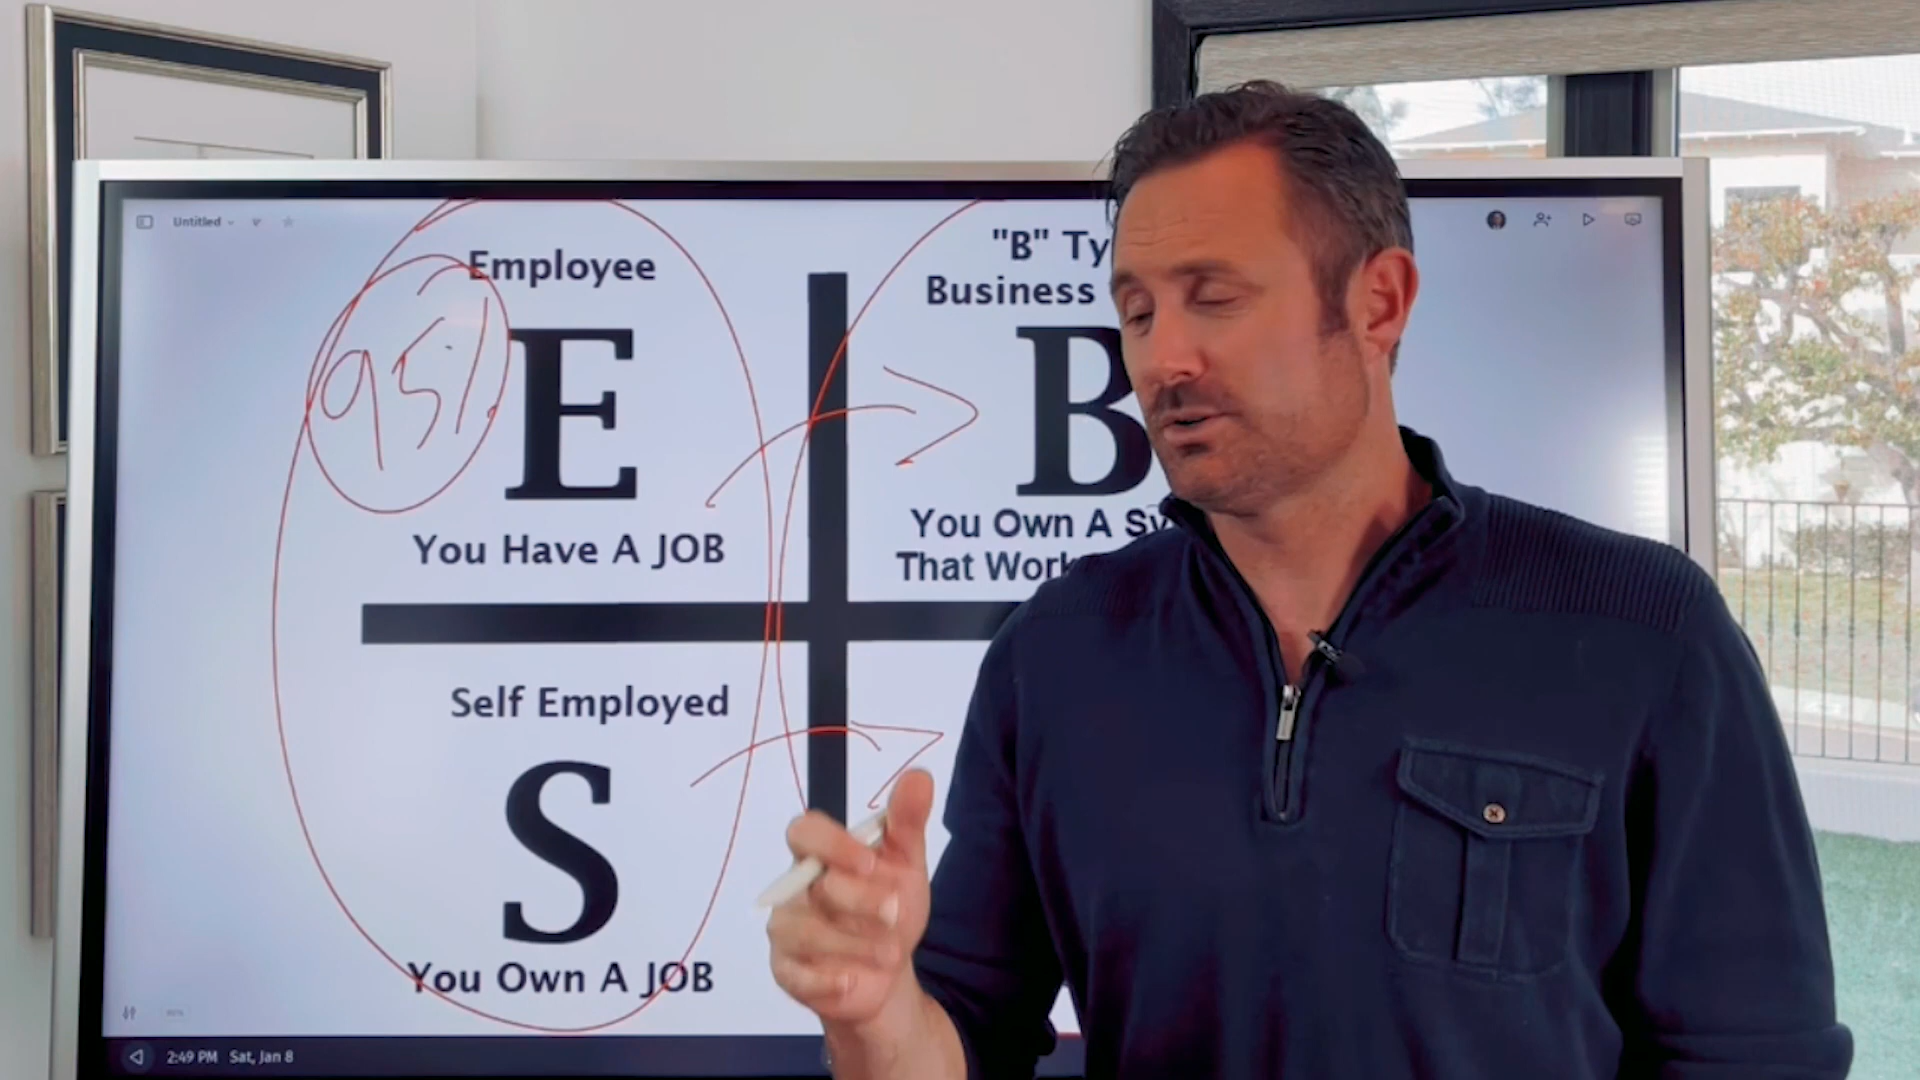 Untitled
Employee
95%
E
You Have A JOB
"B" Ty
Business
B
You Own A Sy
That Work
Self Employed
S
You Own A JOB
2:49 PM Sat, Jan 8